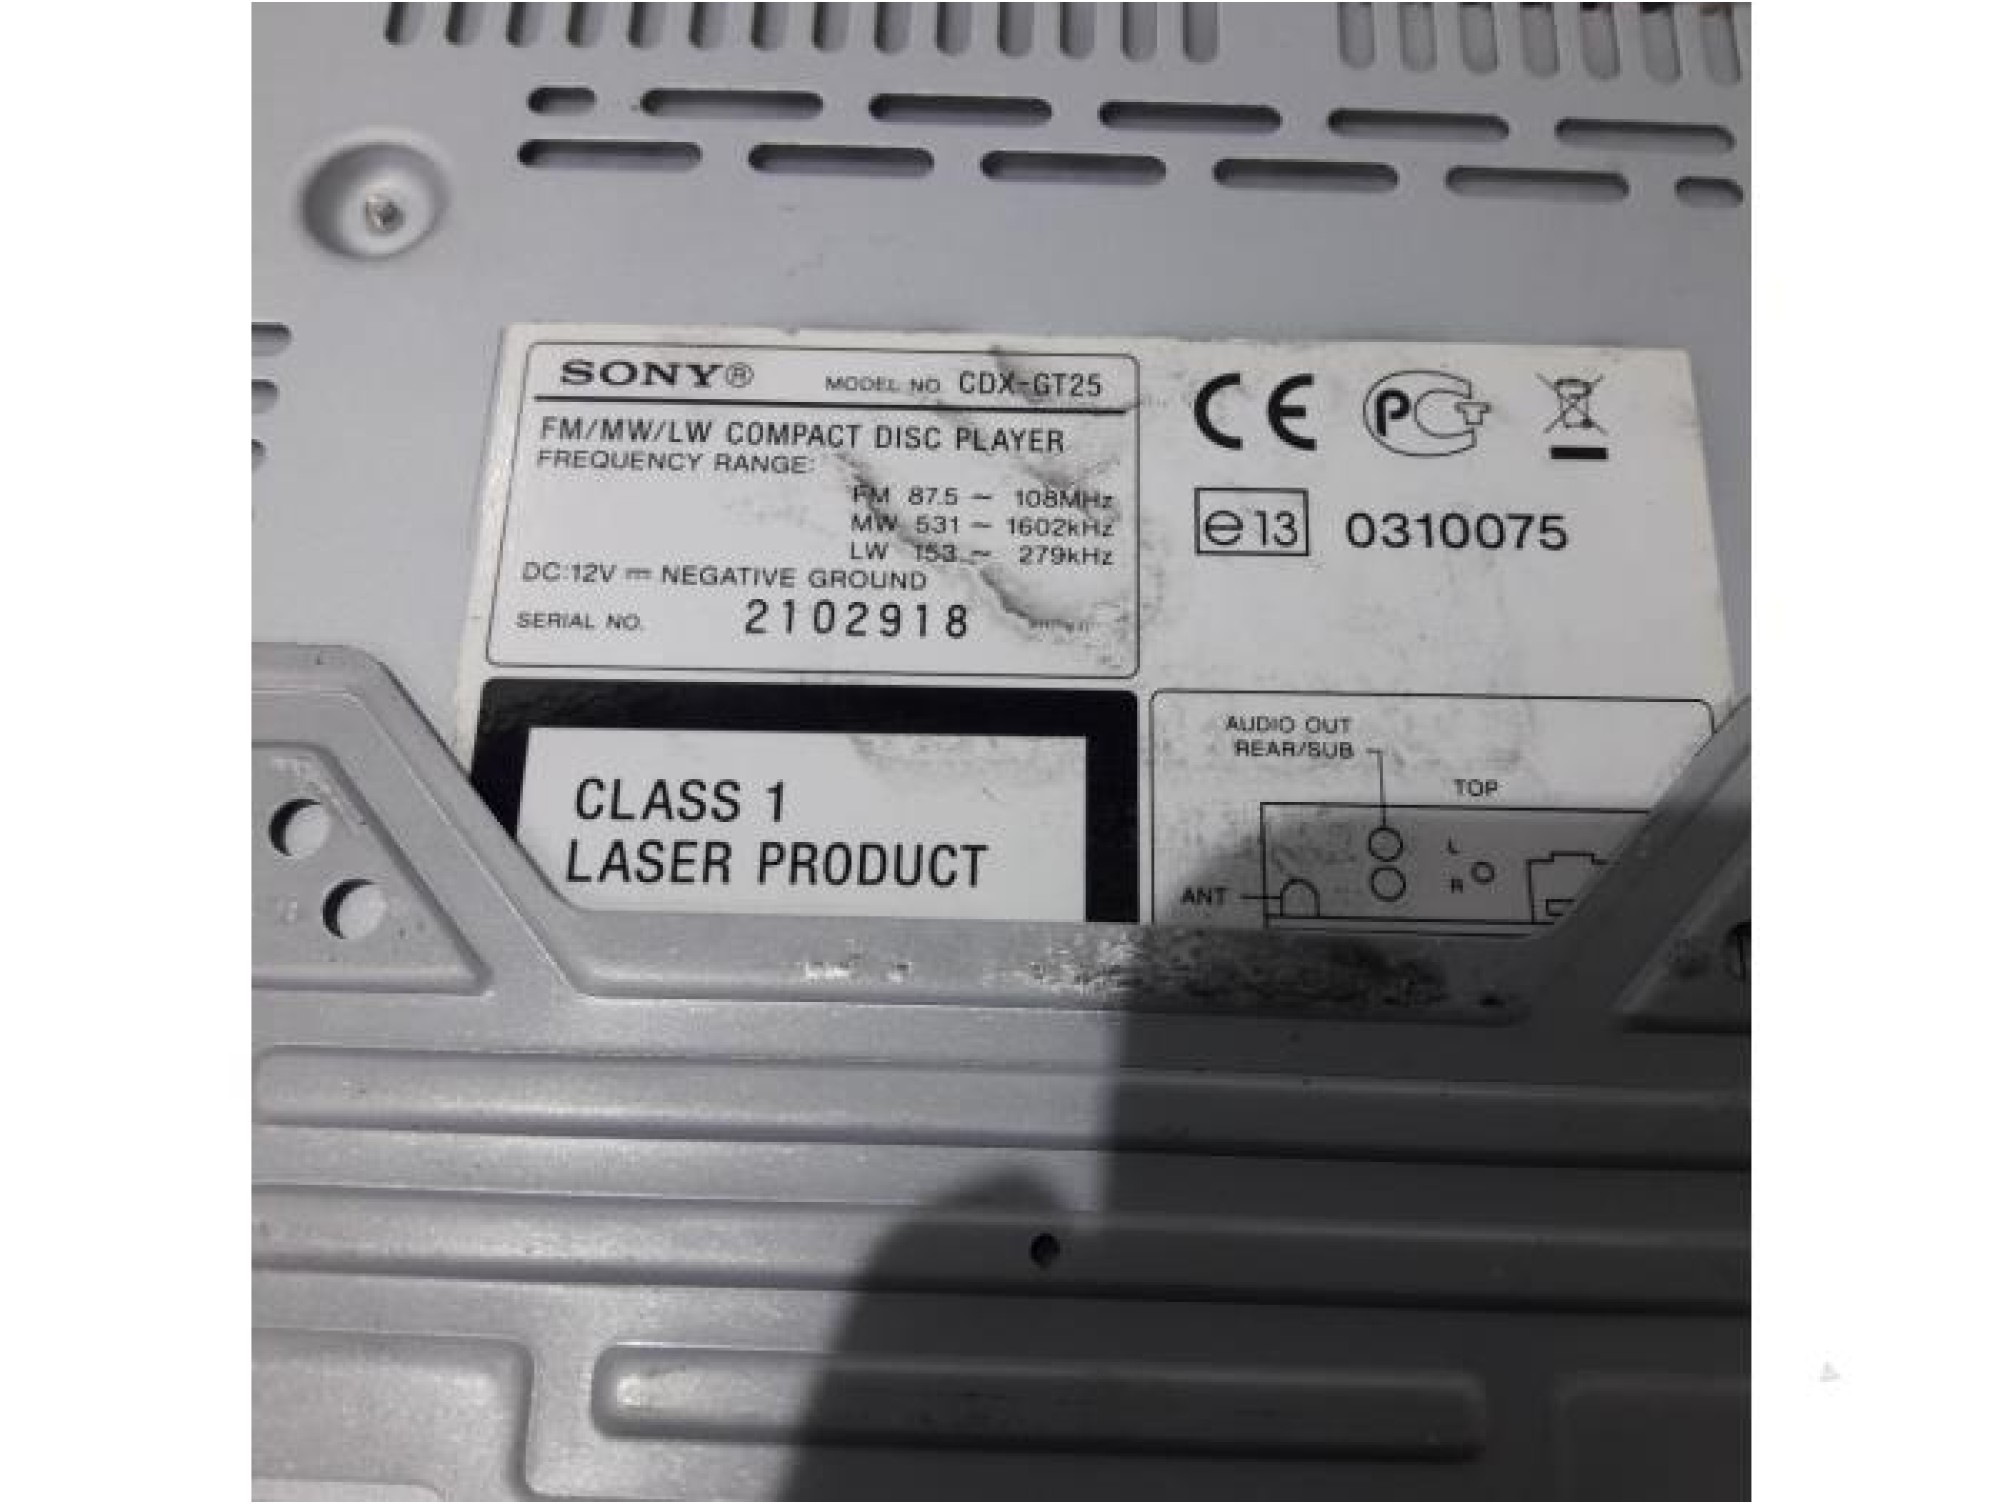 SONY® MODEL NO. CDX-GT25
FM/MW/LW COMPACT DISC PLAYER
FREQUENCY RANGE:
FM 87.5 ~ 108MHz
MW 531 ~ 1602kHz
LW 153 ~ 279kHz
DC:12V ⎓ NEGATIVE GROUND
SERIAL NO. 2102918
CE PCT
e13 0310075
CLASS 1
LASER PRODUCT
AUDIO OUT
REAR/SUB
TOP
L
R
ANT